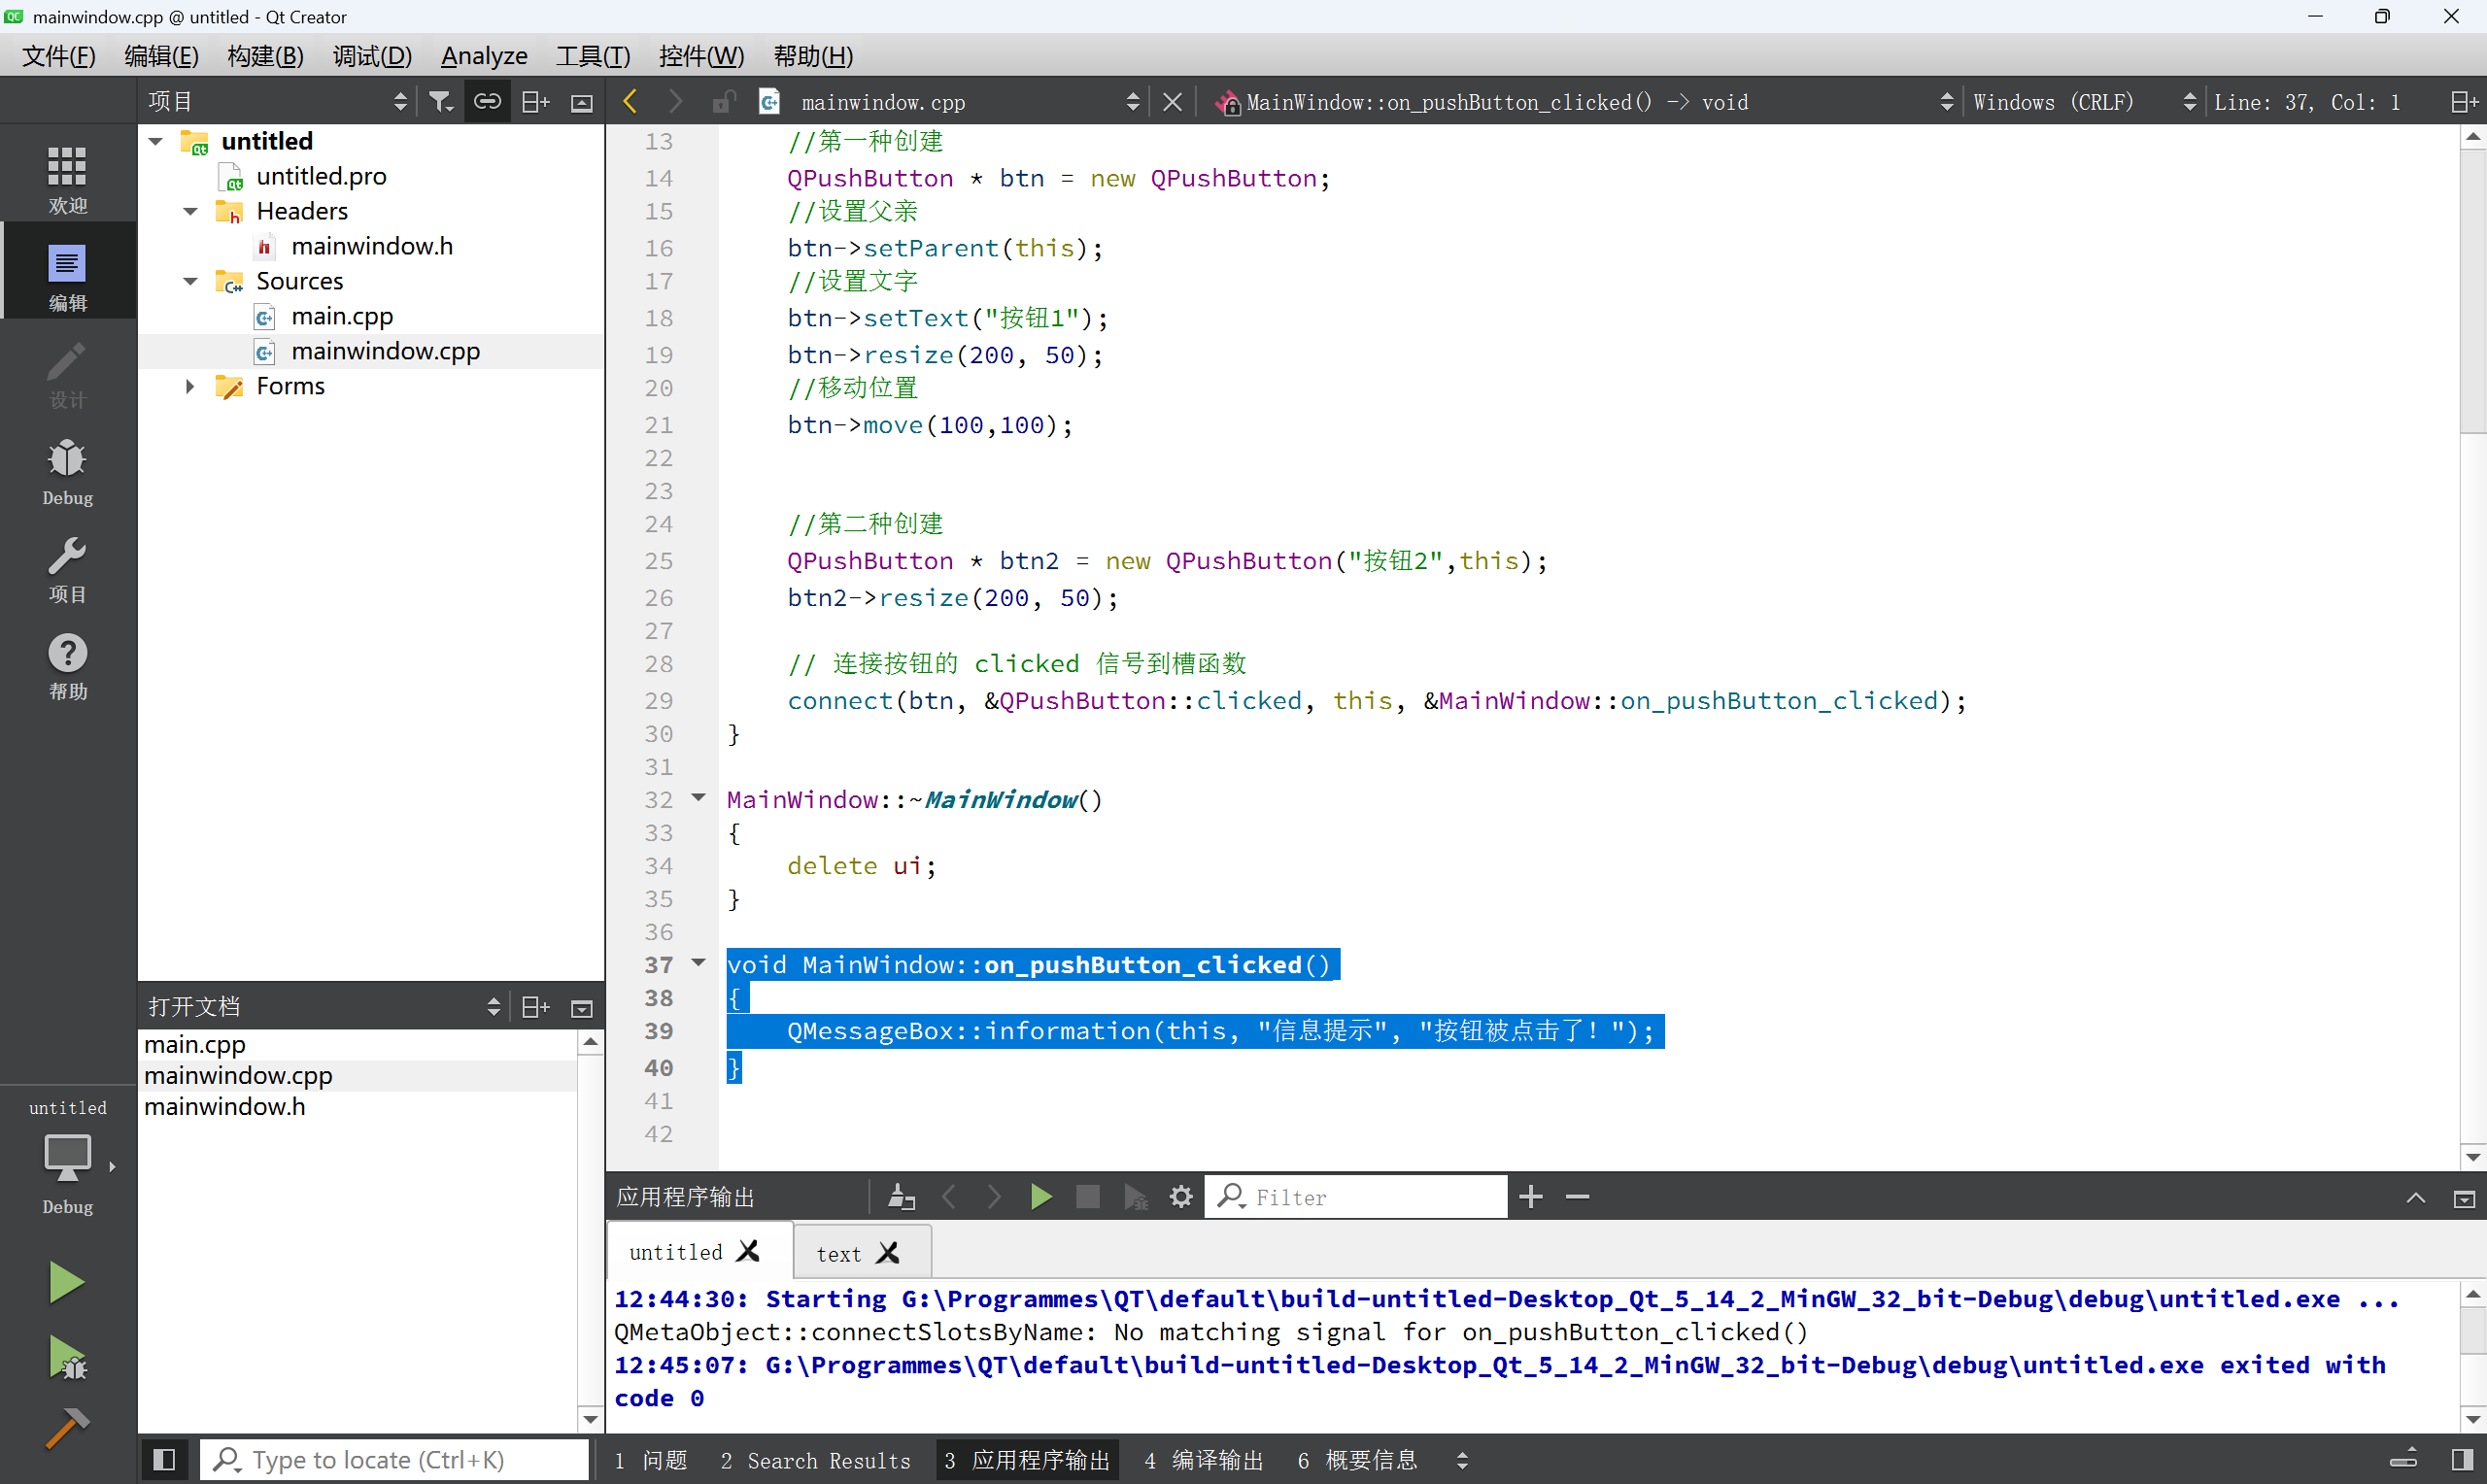 mainwindow.cpp @ untitled - Qt Creator
文件(F) 编辑(E) 构建(B) 调试(D) Analyze 工具(T) 控件(W) 帮助(H)
项目
mainwindow.cpp
MainWindow::on_pushButton_clicked() -> void
Windows (CRLF)
Line: 37, Col: 1
欢迎
编辑
设计
Debug
项目
帮助
untitled
Debug
untitled
untitled.pro
Headers
mainwindow.h
Sources
main.cpp
mainwindow.cpp
Forms
打开文档
main.cpp
mainwindow.cpp
mainwindow.h
13 //第一种创建
14 QPushButton * btn = new QPushButton;
15 //设置父亲
16 btn->setParent(this);
17 //设置文字
18 btn->setText("按钮1");
19 btn->resize(200, 50);
20 //移动位置
21 btn->move(100,100);
22
23
24 //第二种创建
25 QPushButton * btn2 = new QPushButton("按钮2",this);
26 btn2->resize(200, 50);
27
28 // 连接按钮的 clicked 信号到槽函数
29 connect(btn, &QPushButton::clicked, this, &MainWindow::on_pushButton_clicked);
30 }
31
32 MainWindow::~MainWindow()
33 {
34 delete ui;
35 }
36
37 void MainWindow::on_pushButton_clicked()
38 {
39 QMessageBox::information(this, "信息提示", "按钮被点击了！");
40 }
41
42
应用程序输出
Filter
untitled
text
12:44:30: Starting G:\Programmes\QT\default\build-untitled-Desktop_Qt_5_14_2_MinGW_32_bit-Debug\debug\untitled.exe ...
QMetaObject::connectSlotsByName: No matching signal for on_pushButton_clicked()
12:45:07: G:\Programmes\QT\default\build-untitled-Desktop_Qt_5_14_2_MinGW_32_bit-Debug\debug\untitled.exe exited with
code 0
Type to locate (Ctrl+K)
1 问题 2 Search Results 3 应用程序输出 4 编译输出 6 概要信息